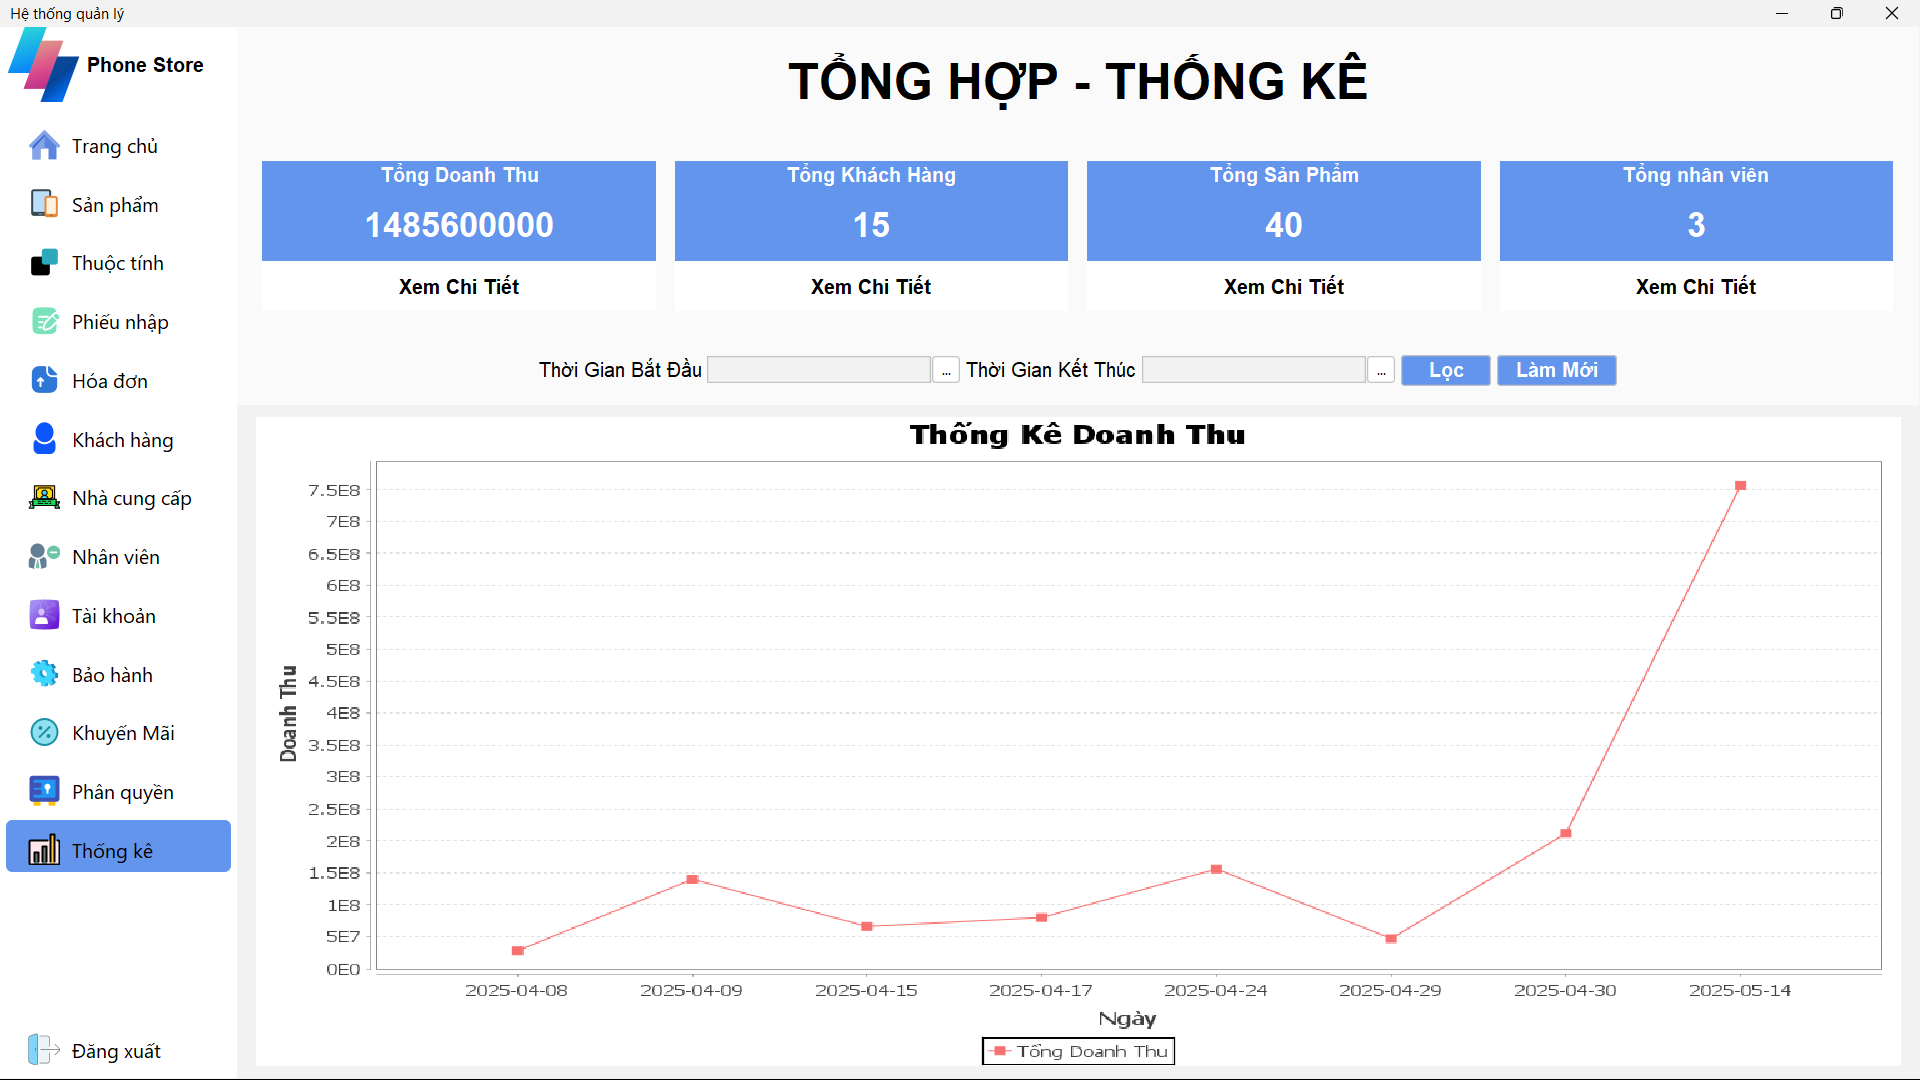 Hệ thống quản lý
Phone Store
Trang chủ
Sản phẩm
Thuộc tính
Phiếu nhập
Hóa đơn
Khách hàng
Nhà cung cấp
Nhân viên
Tài khoản
Bảo hành
Khuyến Mãi
Phân quyền
Thống kê
Đăng xuất
TỔNG HỢP - THỐNG KÊ
Tổng Doanh Thu
1485600000
Xem Chi Tiết
Tổng Khách Hàng
15
Xem Chi Tiết
Tổng Sản Phẩm
40
Xem Chi Tiết
Tổng nhân viên
3
Xem Chi Tiết
Thời Gian Bắt Đầu ... Thời Gian Kết Thúc ... Lọc Làm Mới
Thống Kê Doanh Thu
Doanh Thu
7.5E8
7E8
6.5E8
6E8
5.5E8
5E8
4.5E8
4E8
3.5E8
3E8
2.5E8
2E8
1.5E8
1E8
5E7
0E0
2025-04-08 2025-04-09 2025-04-15 2025-04-17 2025-04-24 2025-04-29 2025-04-30 2025-05-14
Ngày
Tổng Doanh Thu